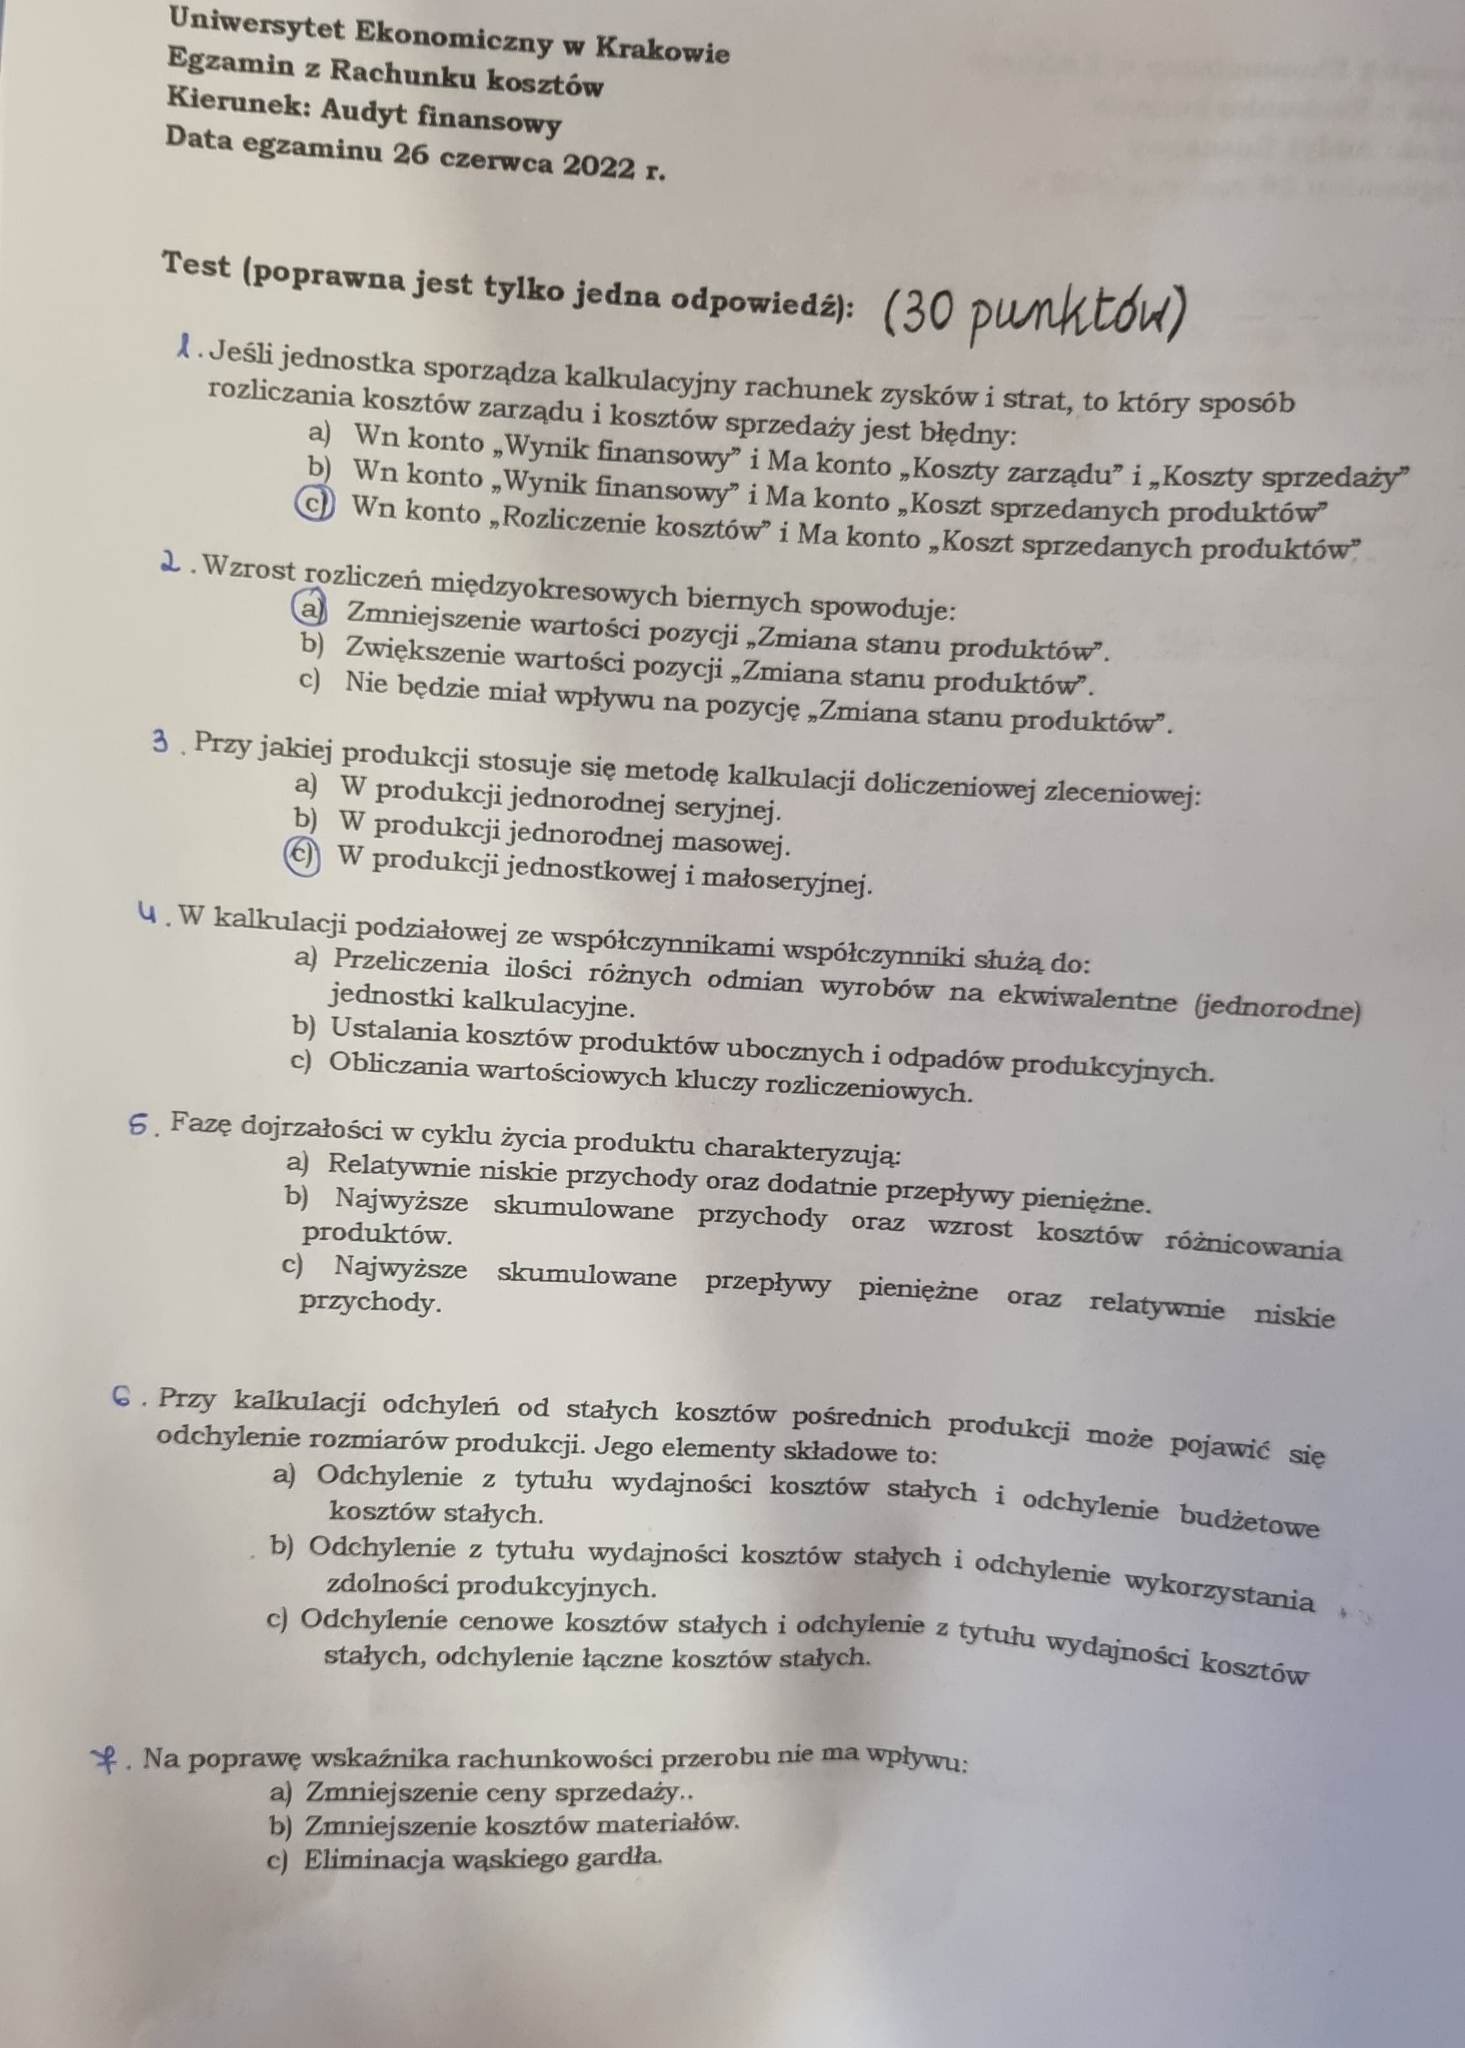 Uniwersytet Ekonomiczny w Krakowie
Egzamin z Rachunku kosztów
Kierunek: Audyt finansowy
Data egzaminu 26 czerwca 2022 r.
Test (poprawna jest tylko jedna odpowiedź): (30 punktów)
1. Jeśli jednostka sporządza kalkulacyjny rachunek zysków i strat, to który sposób
rozliczania kosztów zarządu i kosztów sprzedaży jest błędny:
a) Wn konto „Wynik finansowy” i Ma konto „Koszty zarządu” i „Koszty sprzedaży”
b) Wn konto „Wynik finansowy” i Ma konto „Koszt sprzedanych produktów”
c) Wn konto „Rozliczenie kosztów” i Ma konto „Koszt sprzedanych produktów”
2. Wzrost rozliczeń międzyokresowych biernych spowoduje:
a) Zmniejszenie wartości pozycji „Zmiana stanu produktów”.
b) Zwiększenie wartości pozycji „Zmiana stanu produktów”.
c) Nie będzie miał wpływu na pozycję „Zmiana stanu produktów”.
3. Przy jakiej produkcji stosuje się metodę kalkulacji doliczeniowej zleceniowej:
a) W produkcji jednorodnej seryjnej.
b) W produkcji jednorodnej masowej.
c) W produkcji jednostkowej i małoseryjnej.
4. W kalkulacji podziałowej ze współczynnikami współczynniki służą do:
a) Przeliczenia ilości różnych odmian wyrobów na ekwiwalentne (jednorodne)
jednostki kalkulacyjne.
b) Ustalania kosztów produktów ubocznych i odpadów produkcyjnych.
c) Obliczania wartościowych kluczy rozliczeniowych.
5. Fazę dojrzałości w cyklu życia produktu charakteryzują:
a) Relatywnie niskie przychody oraz dodatnie przepływy pieniężne.
b) Najwyższe skumulowane przychody oraz wzrost kosztów różnicowania
produktów.
c) Najwyższe skumulowane przepływy pieniężne oraz relatywnie niskie
przychody.
6. Przy kalkulacji odchyleń od stałych kosztów pośrednich produkcji może pojawić się
odchylenie rozmiarów produkcji. Jego elementy składowe to:
a) Odchylenie z tytułu wydajności kosztów stałych i odchylenie budżetowe
kosztów stałych.
b) Odchylenie z tytułu wydajności kosztów stałych i odchylenie wykorzystania
zdolności produkcyjnych.
c) Odchylenie cenowe kosztów stałych i odchylenie z tytułu wydajności kosztów
stałych, odchylenie łączne kosztów stałych.
7. Na poprawę wskaźnika rachunkowości przerobu nie ma wpływu:
a) Zmniejszenie ceny sprzedaży..
b) Zmniejszenie kosztów materiałów.
c) Eliminacja wąskiego gardła.